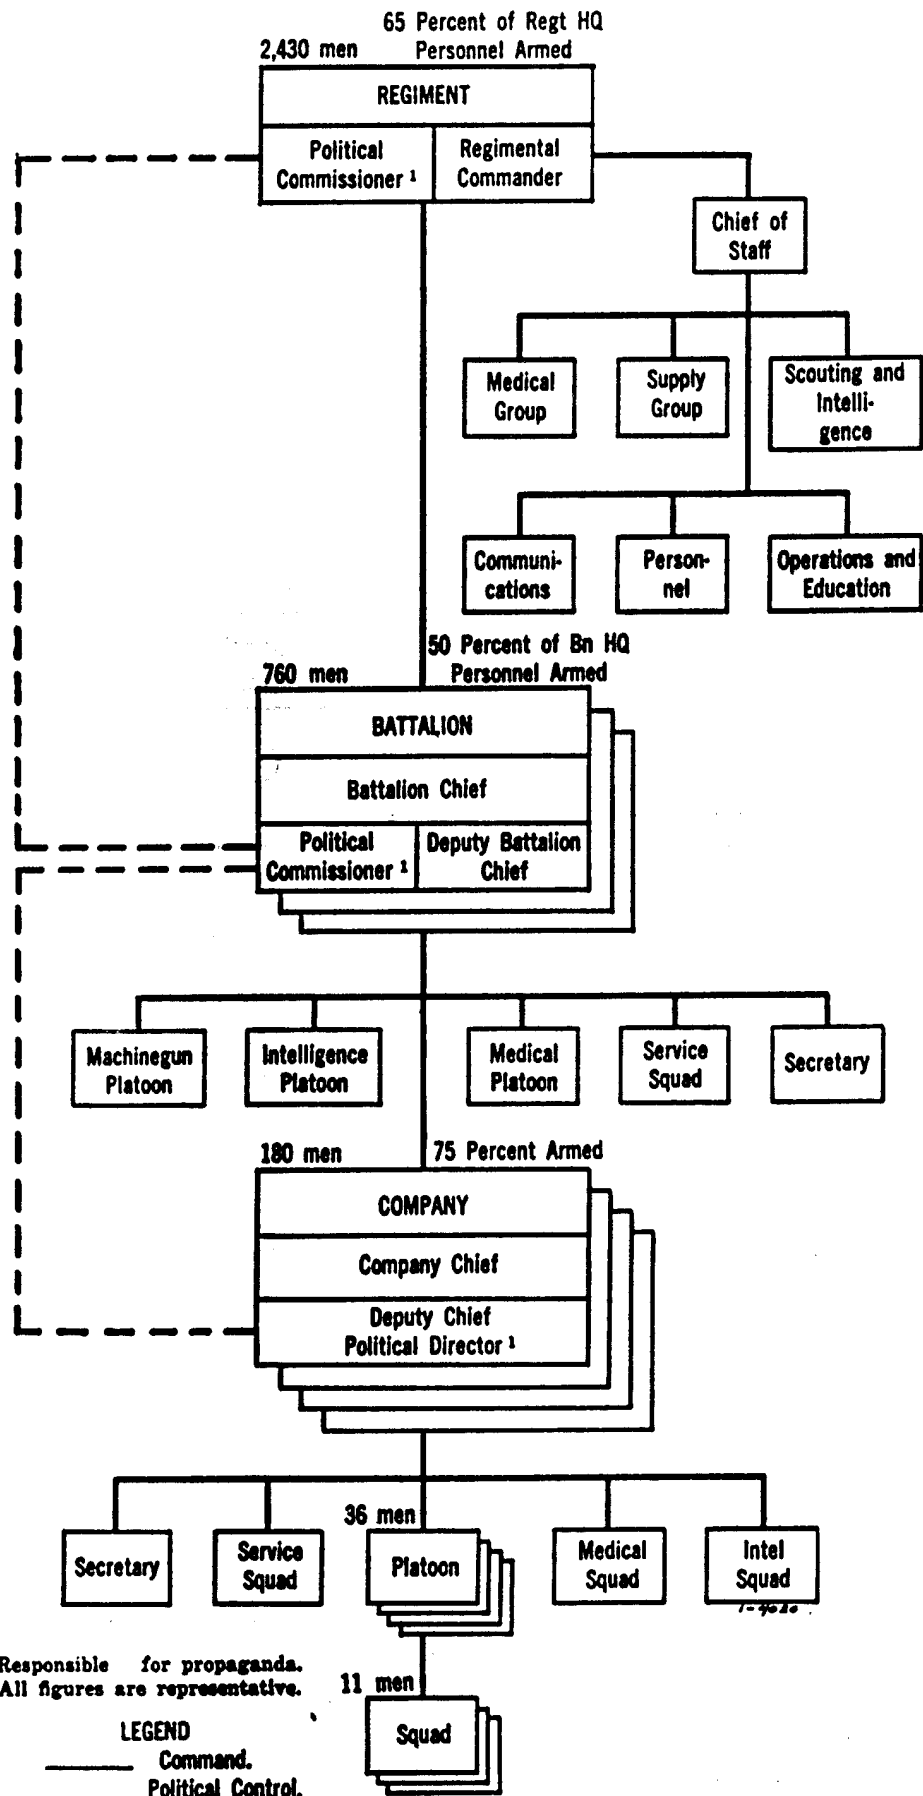 65 Percent of Regt HQ
2,430 men Personnel Armed
REGIMENT
Political
Commissioner 1
Regimental
Commander
Chief of
Staff
Medical
Group
Supply
Group
Scouting and
Intelli-
gence
Communi-
cations
Person-
nel
Operations and
Education
50 Percent of Bn HQ
760 men Personnel Armed
BATTALION
Battalion Chief
Political
Commissioner 1
Deputy Battalion
Chief
Machinegun
Platoon
Intelligence
Platoon
Medical
Platoon
Service
Squad
Secretary
180 men 75 Percent Armed
COMPANY
Company Chief
Deputy Chief
Political Director 1
36 men
Secretary
Service
Squad
Platoon
Medical
Squad
Intel
Squad
Responsible for propaganda.
All figures are representative.
11 men
Squad
LEGEND
Command.
Political Control.